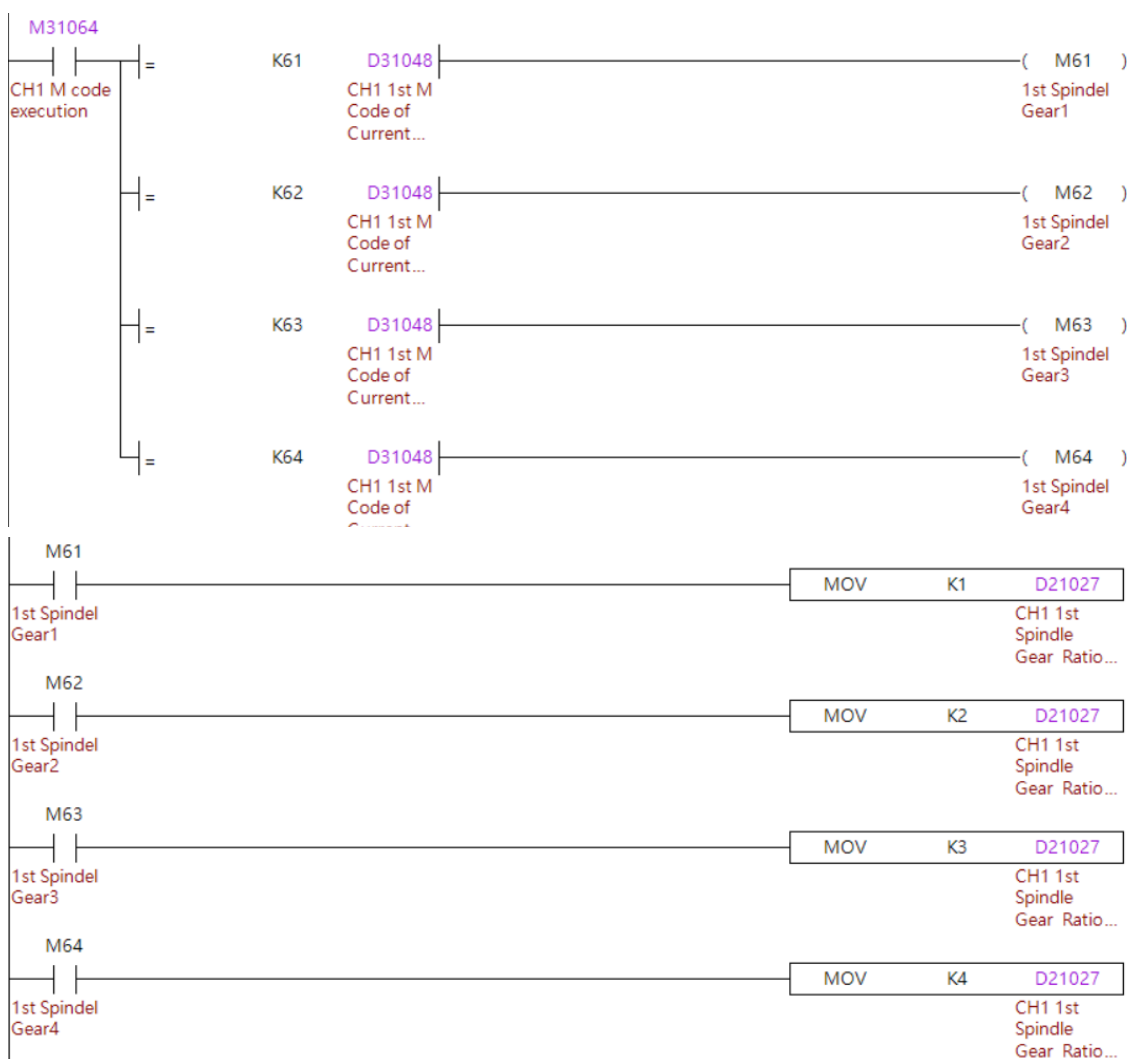 M31064
= K61 D31048 ( M61 )
CH1 M code
execution
CH1 1st M
Code of
Current...
1st Spindel
Gear1
= K62 D31048 ( M62 )
CH1 1st M
Code of
Current...
1st Spindel
Gear2
= K63 D31048 ( M63 )
CH1 1st M
Code of
Current...
1st Spindel
Gear3
= K64 D31048 ( M64 )
CH1 1st M
Code of
1st Spindel
Gear4
M61
MOV K1 D21027
1st Spindel
Gear1
CH1 1st
Spindle
Gear Ratio...
M62
MOV K2 D21027
1st Spindel
Gear2
CH1 1st
Spindle
Gear Ratio...
M63
MOV K3 D21027
1st Spindel
Gear3
CH1 1st
Spindle
Gear Ratio...
M64
MOV K4 D21027
1st Spindel
Gear4
CH1 1st
Spindle
Gear Ratio...